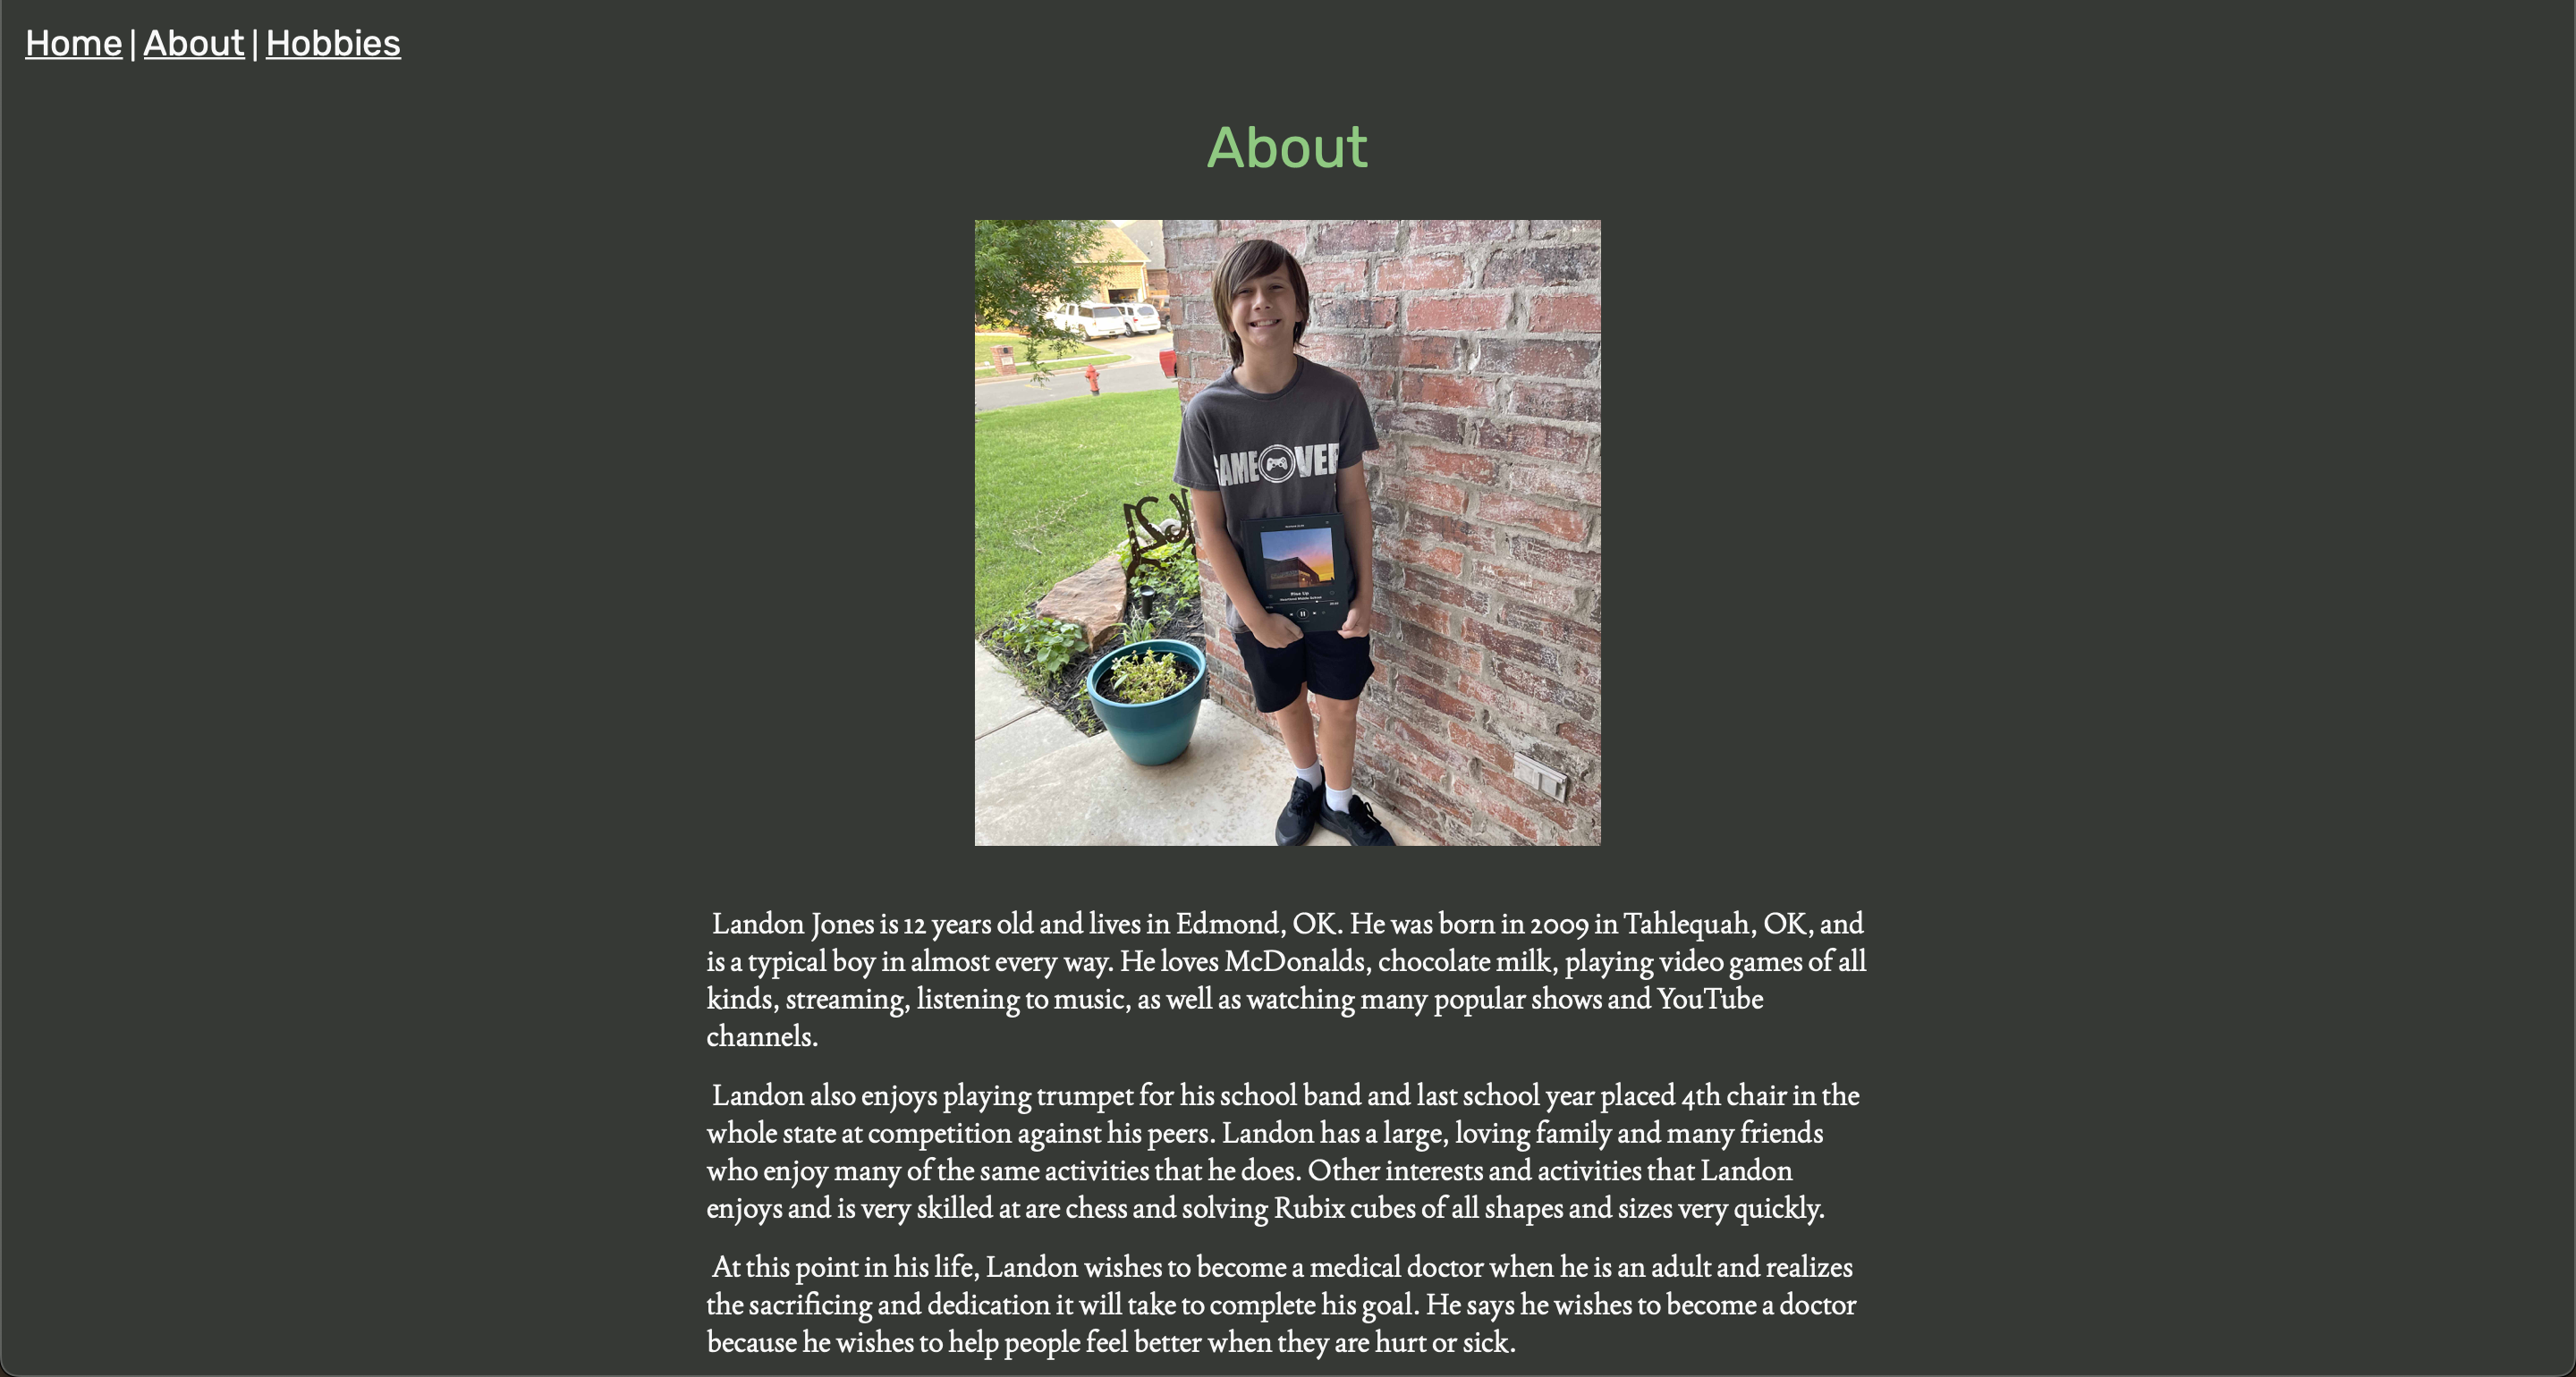 Home | About | Hobbies
About
GAME OVER
Rise Up
Heartland Middle School
Landon Jones is 12 years old and lives in Edmond, OK. He was born in 2009 in Tahlequah, OK, and
is a typical boy in almost every way. He loves McDonalds, chocolate milk, playing video games of all
kinds, streaming, listening to music, as well as watching many popular shows and YouTube
channels.
Landon also enjoys playing trumpet for his school band and last school year placed 4th chair in the
whole state at competition against his peers. Landon has a large, loving family and many friends
who enjoy many of the same activities that he does. Other interests and activities that Landon
enjoys and is very skilled at are chess and solving Rubix cubes of all shapes and sizes very quickly.
At this point in his life, Landon wishes to become a medical doctor when he is an adult and realizes
the sacrificing and dedication it will take to complete his goal. He says he wishes to become a doctor
because he wishes to help people feel better when they are hurt or sick.